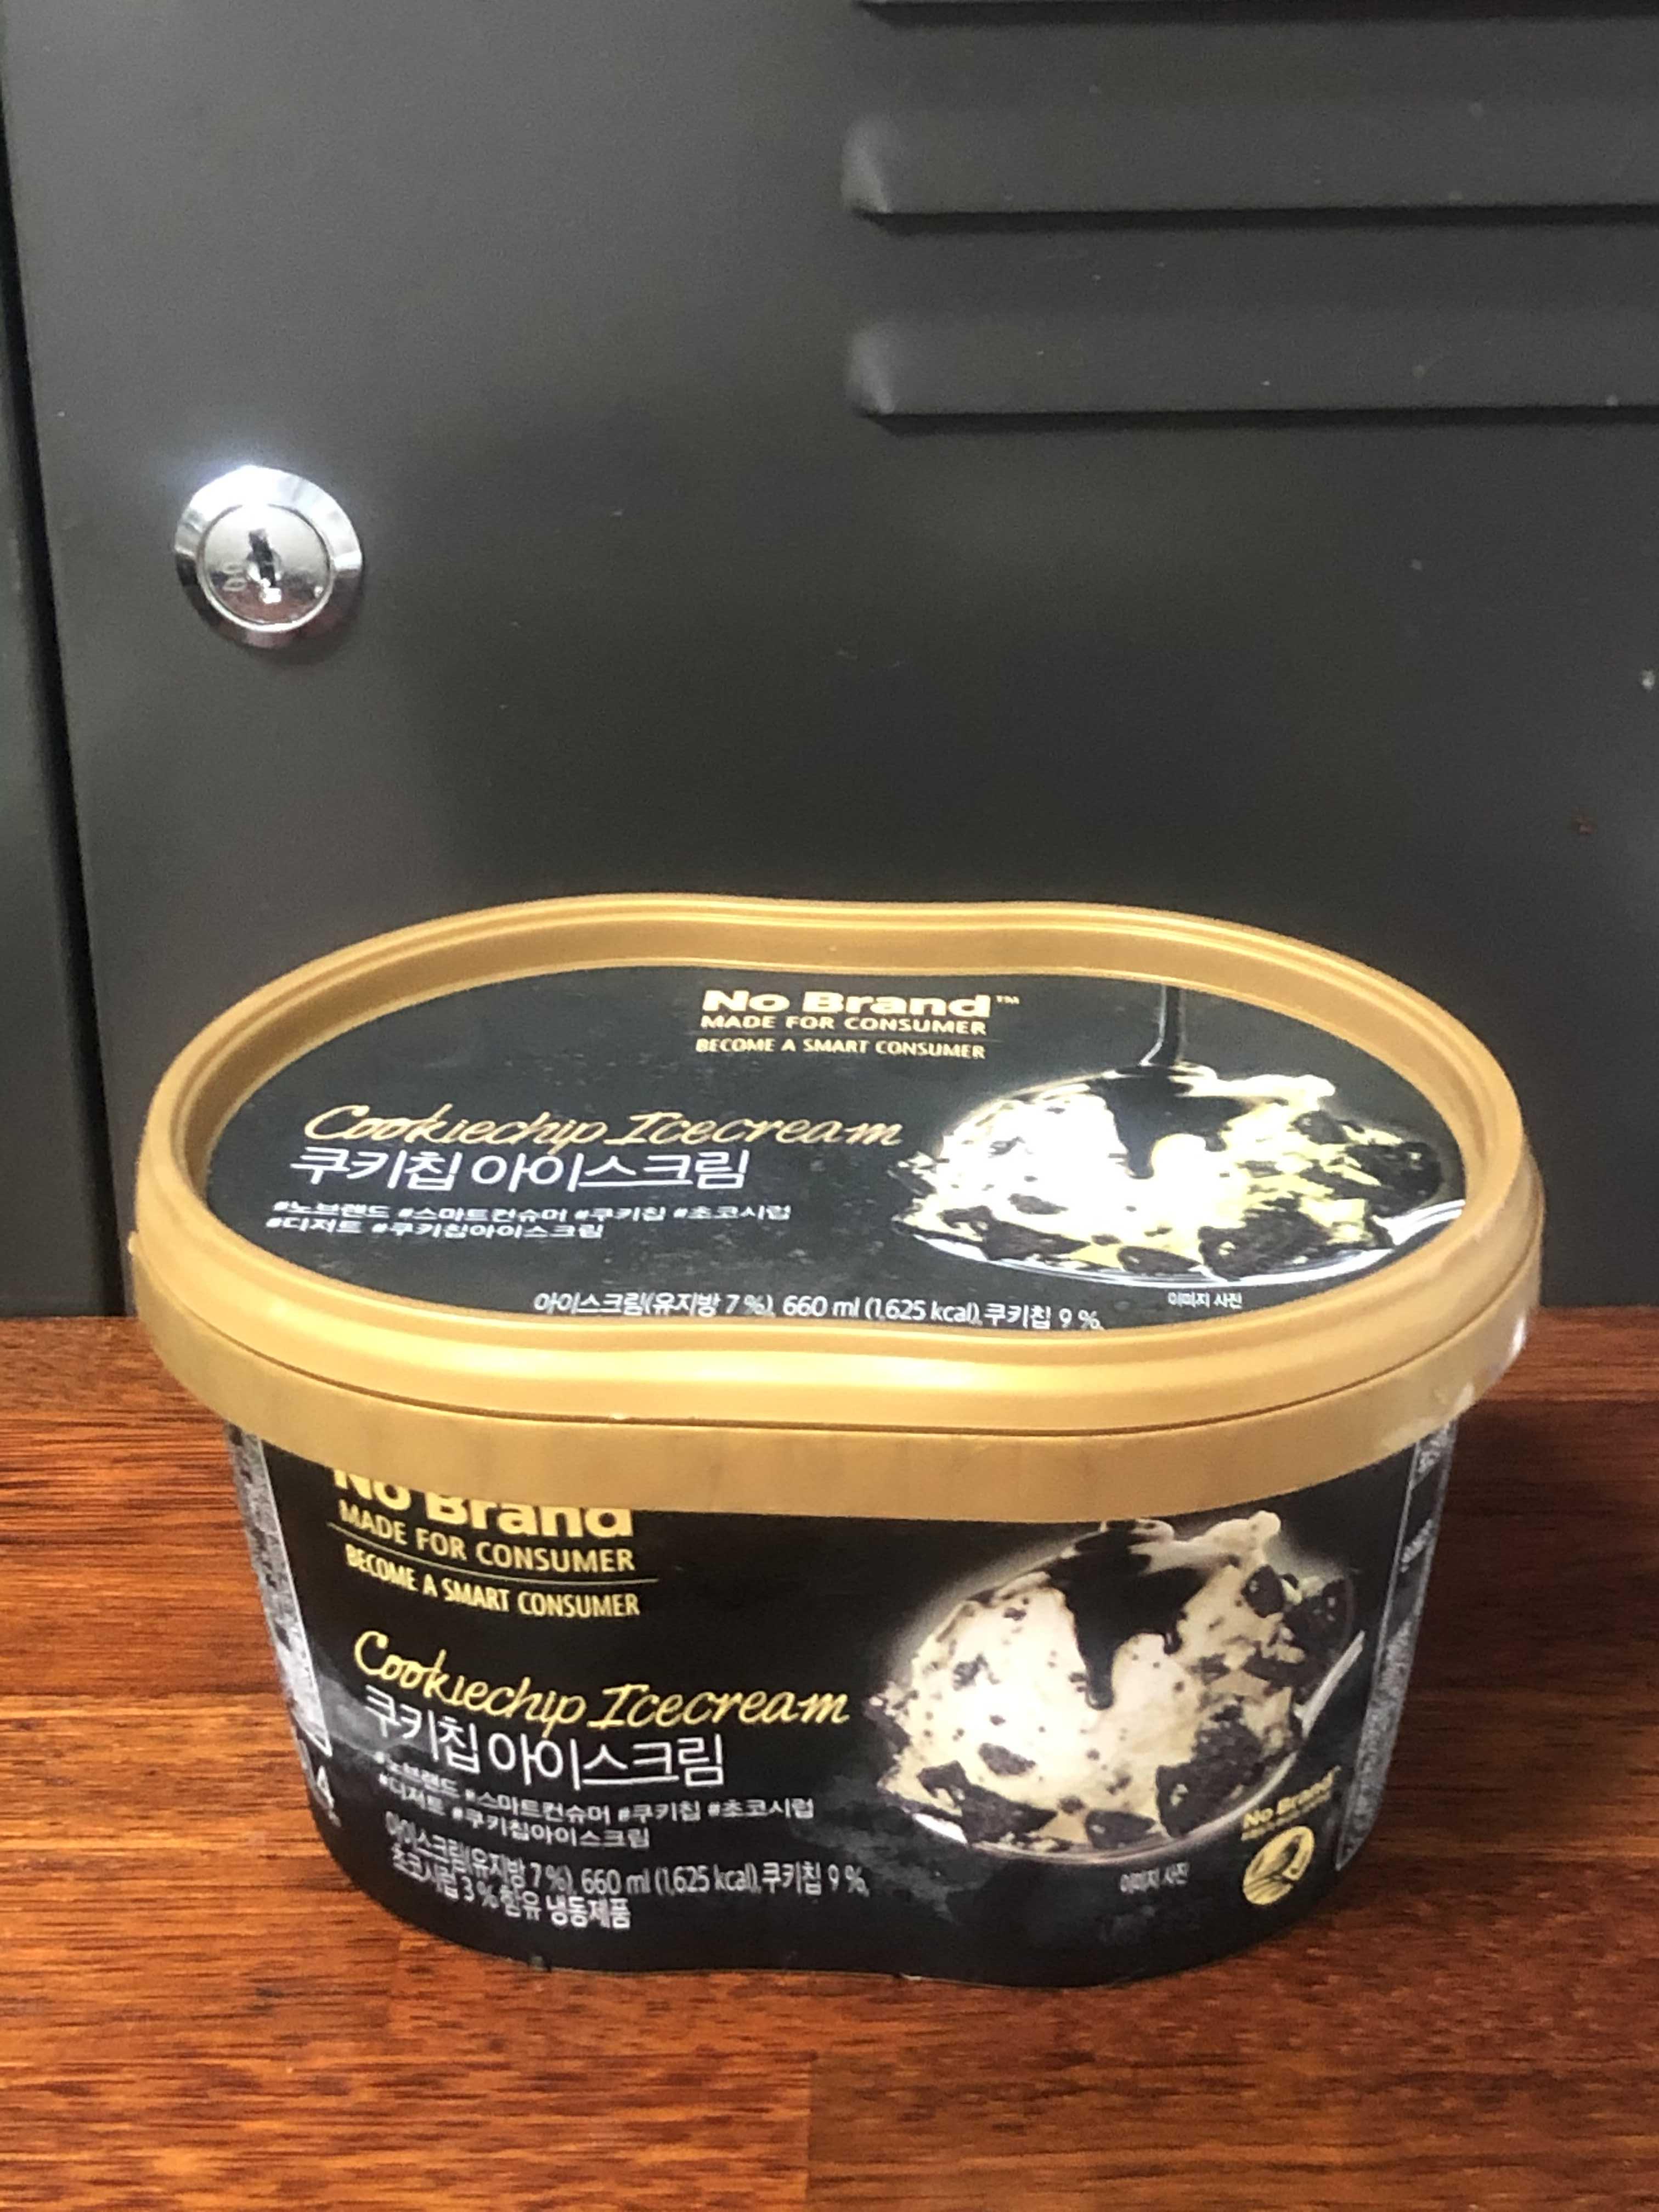 No Brand™
MADE FOR CONSUMER
BECOME A SMART CONSUMER
Cookiechip Icecream
쿠키칩 아이스크림
#노브랜드 #스마트컨슈머 #쿠키칩 #초코시럽
#디저트 #쿠키칩아이스크림
아이스크림(유지방 7%), 660 ml (1,625 kcal), 쿠키칩 9 %,
이미지 사진
No Brand
MADE FOR CONSUMER
BECOME A SMART CONSUMER
Cookiechip Icecream
쿠키칩 아이스크림
#노브랜드 #스마트컨슈머 #쿠키칩 #초코시럽
#디저트 #쿠키칩아이스크림
아이스크림(유지방 7%), 660 ml (1,625 kcal), 쿠키칩 9 %,
초코시럽 3 % 함유 냉동제품
이미지 사진
No Brand